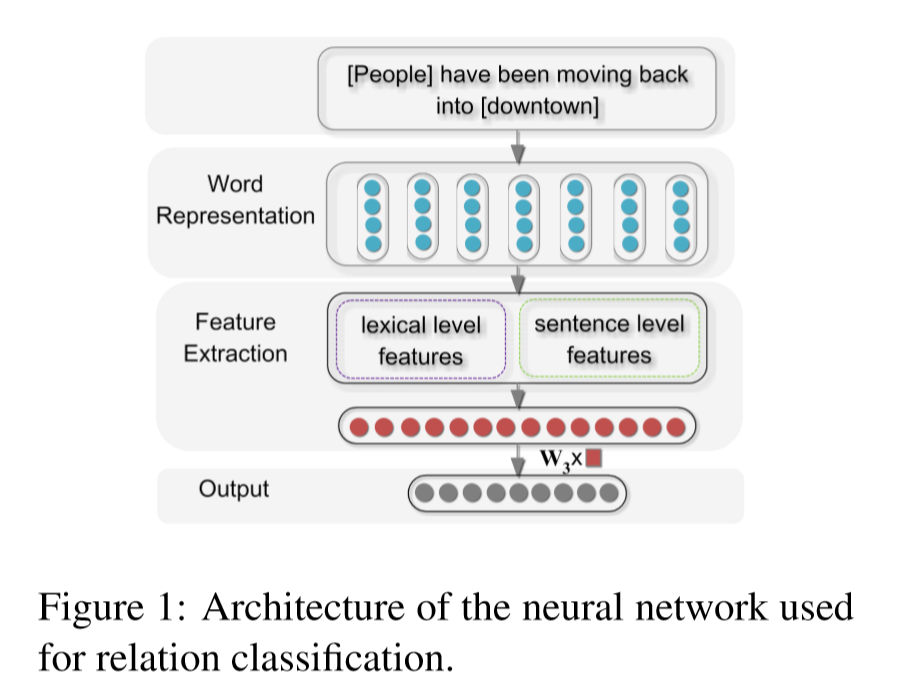 [People] have been moving back
into [downtown]
Word
Representation
Feature
Extraction
lexical level
features
sentence level
features
W₃x
Output
Figure 1: Architecture of the neural network used
for relation classification.